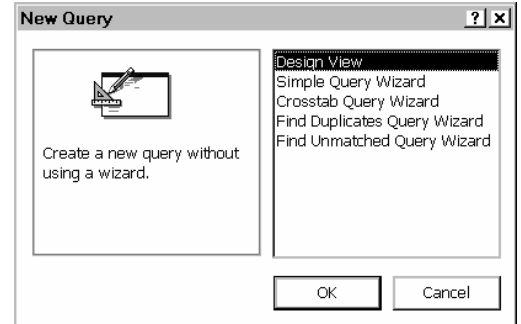 New Query
Create a new query without
using a wizard.
Design View
Simple Query Wizard
Crosstab Query Wizard
Find Duplicates Query Wizard
Find Unmatched Query Wizard
OK
Cancel